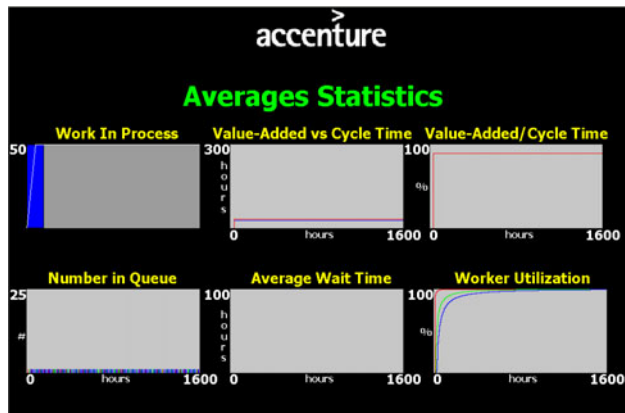 accenture
Averages Statistics
Work In Process
Value-Added vs Cycle Time
Value-Added/Cycle Time
50
300
hours
0
hours
1600
100
%
0
hours
1600
Number in Queue
Average Wait Time
Worker Utilization
25
#
0
hours
1600
100
hours
0
hours
1600
100
%
0
hours
1600